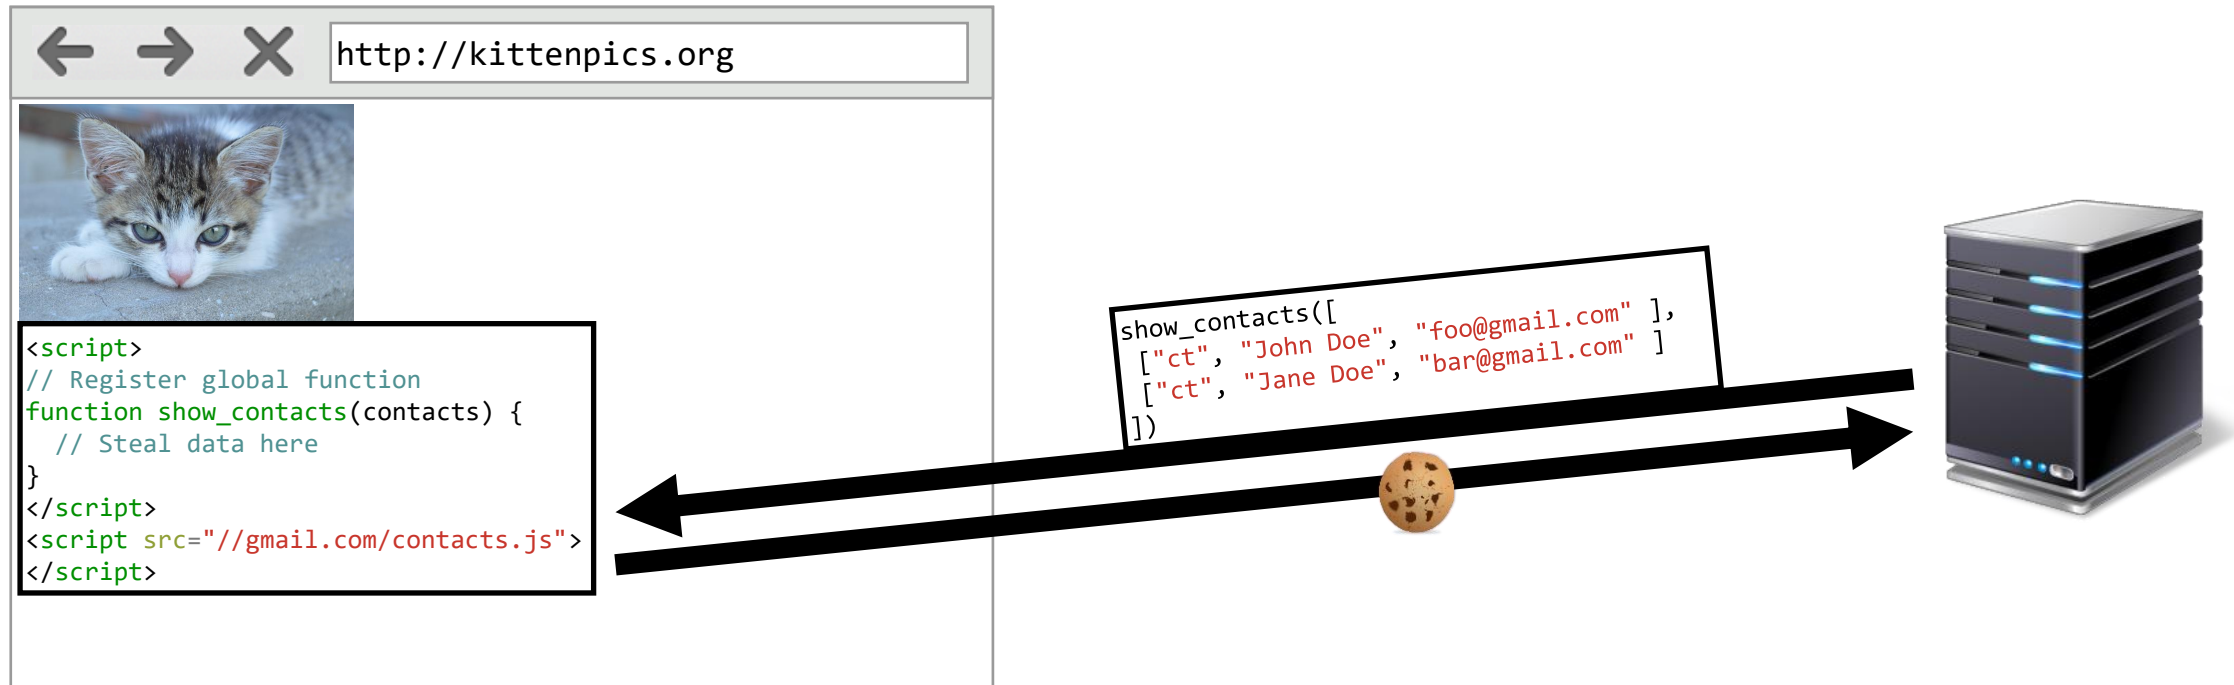 http://kittenpics.org
<script>
// Register global function
function show_contacts(contacts) {
  // Steal data here
}
</script>
<script src="//gmail.com/contacts.js">
</script>
show_contacts([
 ["ct", "John Doe", "foo@gmail.com" ],
 ["ct", "Jane Doe", "bar@gmail.com" ]
])